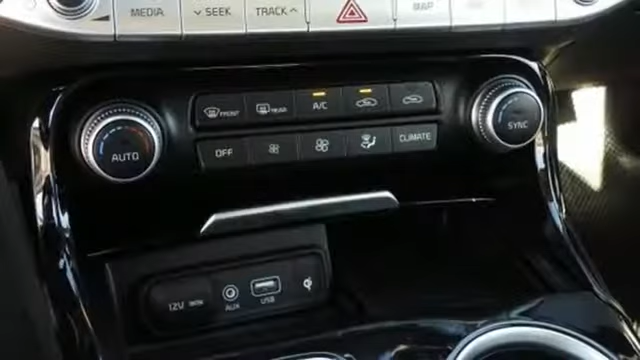 MEDIA SEEK TRACK MAP
FRONT REAR A/C
OFF CLIMATE
AUTO SYNC
12V
AUX USB